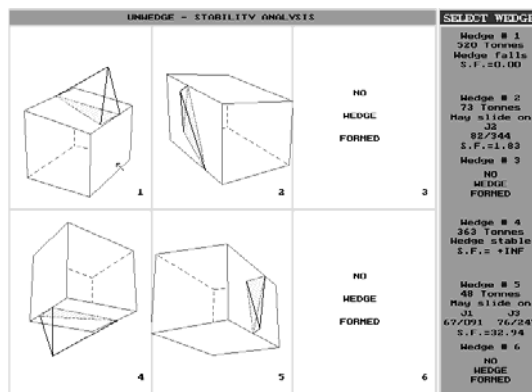 UNWEDGE - STABILITY ANALYSIS
SELECT WEDGE
NO
WEDGE
FORMED
1
2
3
NO
WEDGE
FORMED
4
5
6
Wedge # 1
520 Tonnes
Wedge falls
S.F.=0.00
Wedge # 2
73 Tonnes
May slide on
J2
82/344
S.F.=1.83
Wedge # 3
NO
WEDGE
FORMED
Wedge # 4
363 Tonnes
Wedge stable
S.F.= +INF
Wedge # 5
48 Tonnes
May slide on
J1 J3
67/091 76/24
S.F.=32.94
Wedge # 6
NO
WEDGE
FORMED